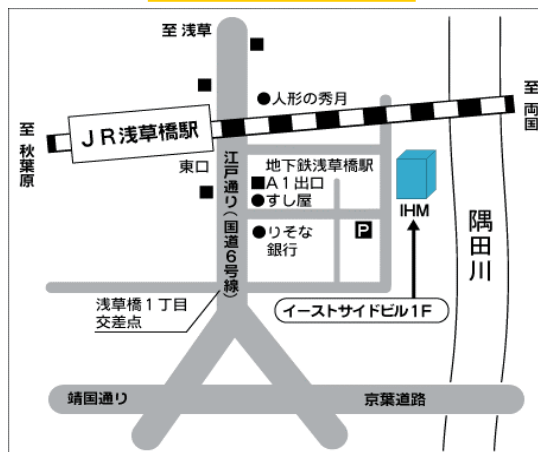 至 浅草
●人形の秀月
至 両国
JR浅草橋駅
至 秋葉原
東口
江戸通り(国道6号線)
地下鉄浅草橋駅
■A1出口
●すし屋
IHM
●りそな
銀行
P
隅田川
浅草橋1丁目
交差点
イーストサイドビル1F
靖国通り
京葉道路